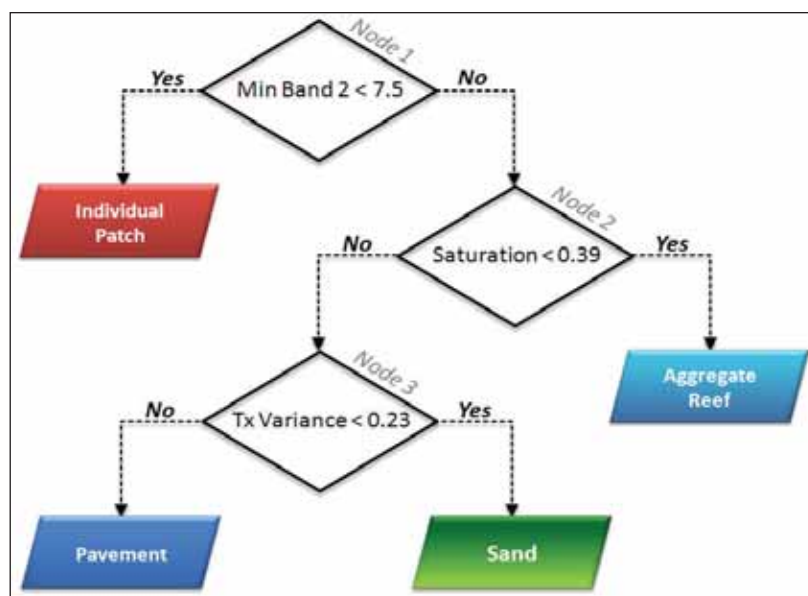 Node 1
Yes
No
Min Band 2 < 7.5
Individual
Patch
Node 2
No
Yes
Saturation < 0.39
Aggregate
Reef
Node 3
No
Yes
Tx Variance < 0.23
Pavement
Sand